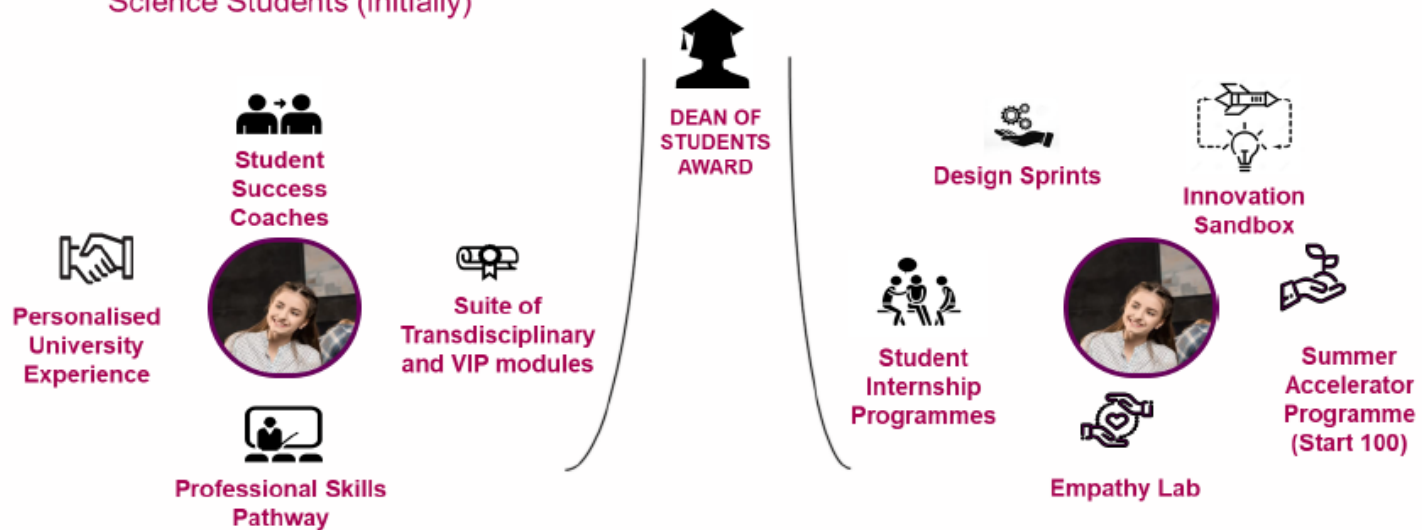 Science Students (Initially)
Student
Success
Coaches
Personalised
University
Experience
Suite of
Transdisciplinary
and VIP modules
Professional Skills
Pathway
DEAN OF
STUDENTS
AWARD
Design Sprints
Innovation
Sandbox
Student
Internship
Programmes
Summer
Accelerator
Programme
(Start 100)
Empathy Lab